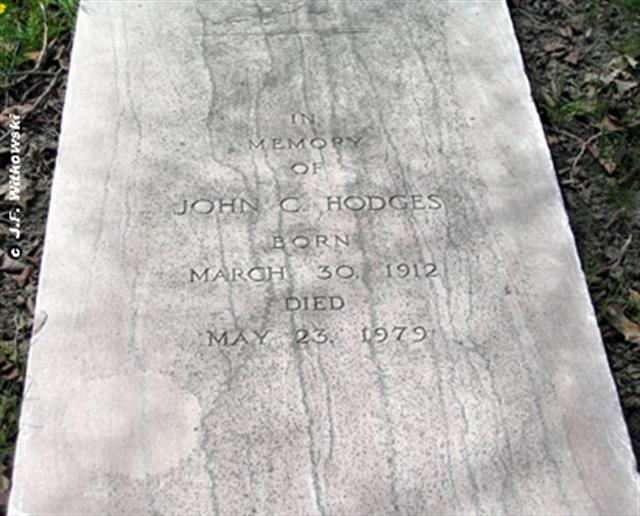 IN
MEMORY
OF
JOHN C. HODGES
BORN
MARCH 30, 1912
DIED
MAY 23, 1979
c J.F. Witkowski